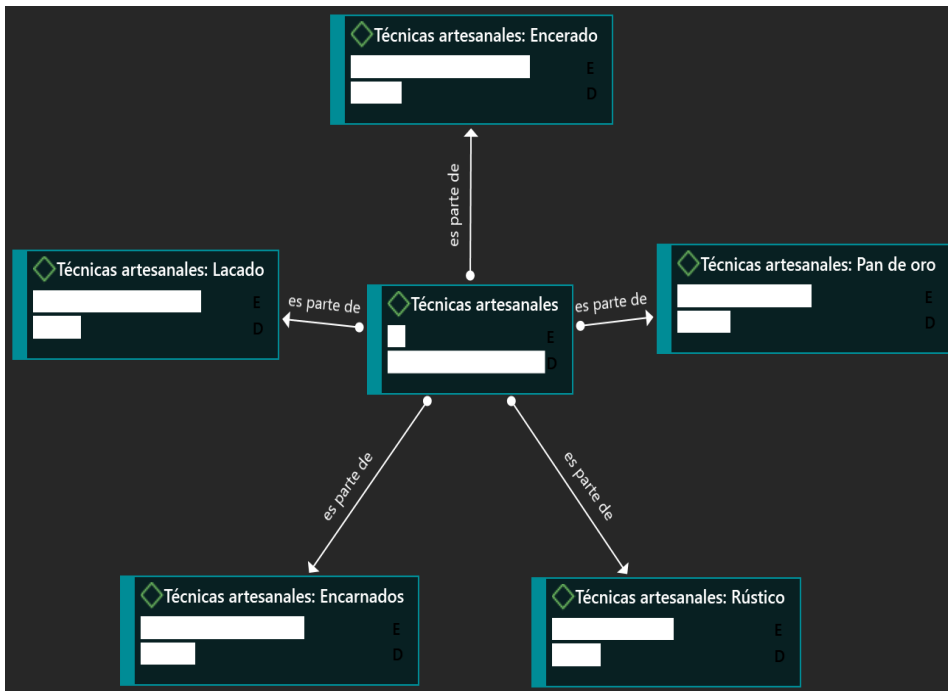 Técnicas artesanales: Encerado
E
D
es parte de
Técnicas artesanales: Lacado
E
D
es parte de
Técnicas artesanales
E
D
es parte de
Técnicas artesanales: Pan de oro
E
D
es parte de
es parte de
Técnicas artesanales: Encarnados
E
D
Técnicas artesanales: Rústico
E
D